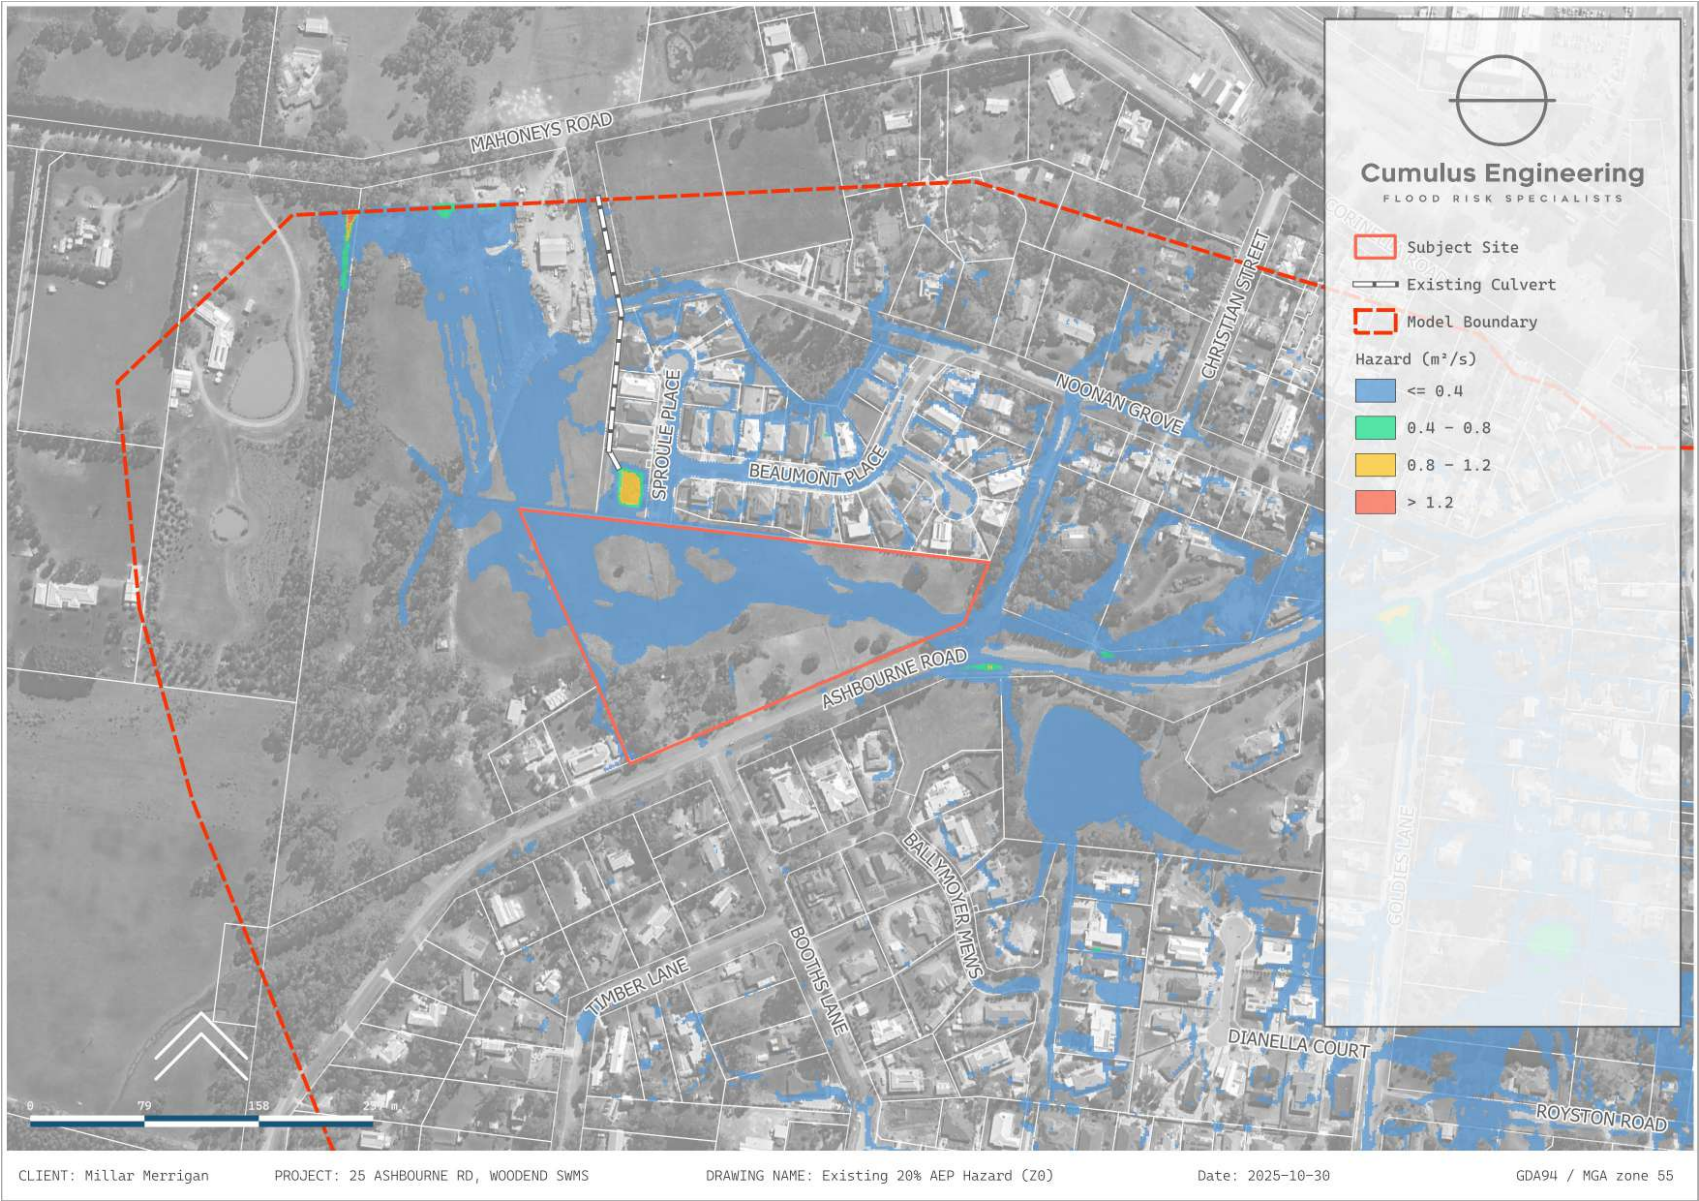 MAHONEYS ROAD
CORINELLA ROAD
CHRISTIAN STREET
NOONAN GROVE
SPROULE PLACE
BEAUMONT PLACE
ASHBOURNE ROAD
BALLYMOYER MEWS
BOOTHS LANE
TIMBER LANE
GOLDIES LANE
DIANELLA COURT
ROYSTON ROAD
Cumulus Engineering
FLOOD RISK SPECIALISTS
Subject Site
Existing Culvert
Model Boundary
Hazard (m²/s)
<= 0.4
0.4 - 0.8
0.8 - 1.2
> 1.2
0 79 158 m
CLIENT: Millar Merrigan PROJECT: 25 ASHBOURNE RD, WOODEND SWMS DRAWING NAME: Existing 20% AEP Hazard (Z0) Date: 2025-10-30 GDA94 / MGA zone 55